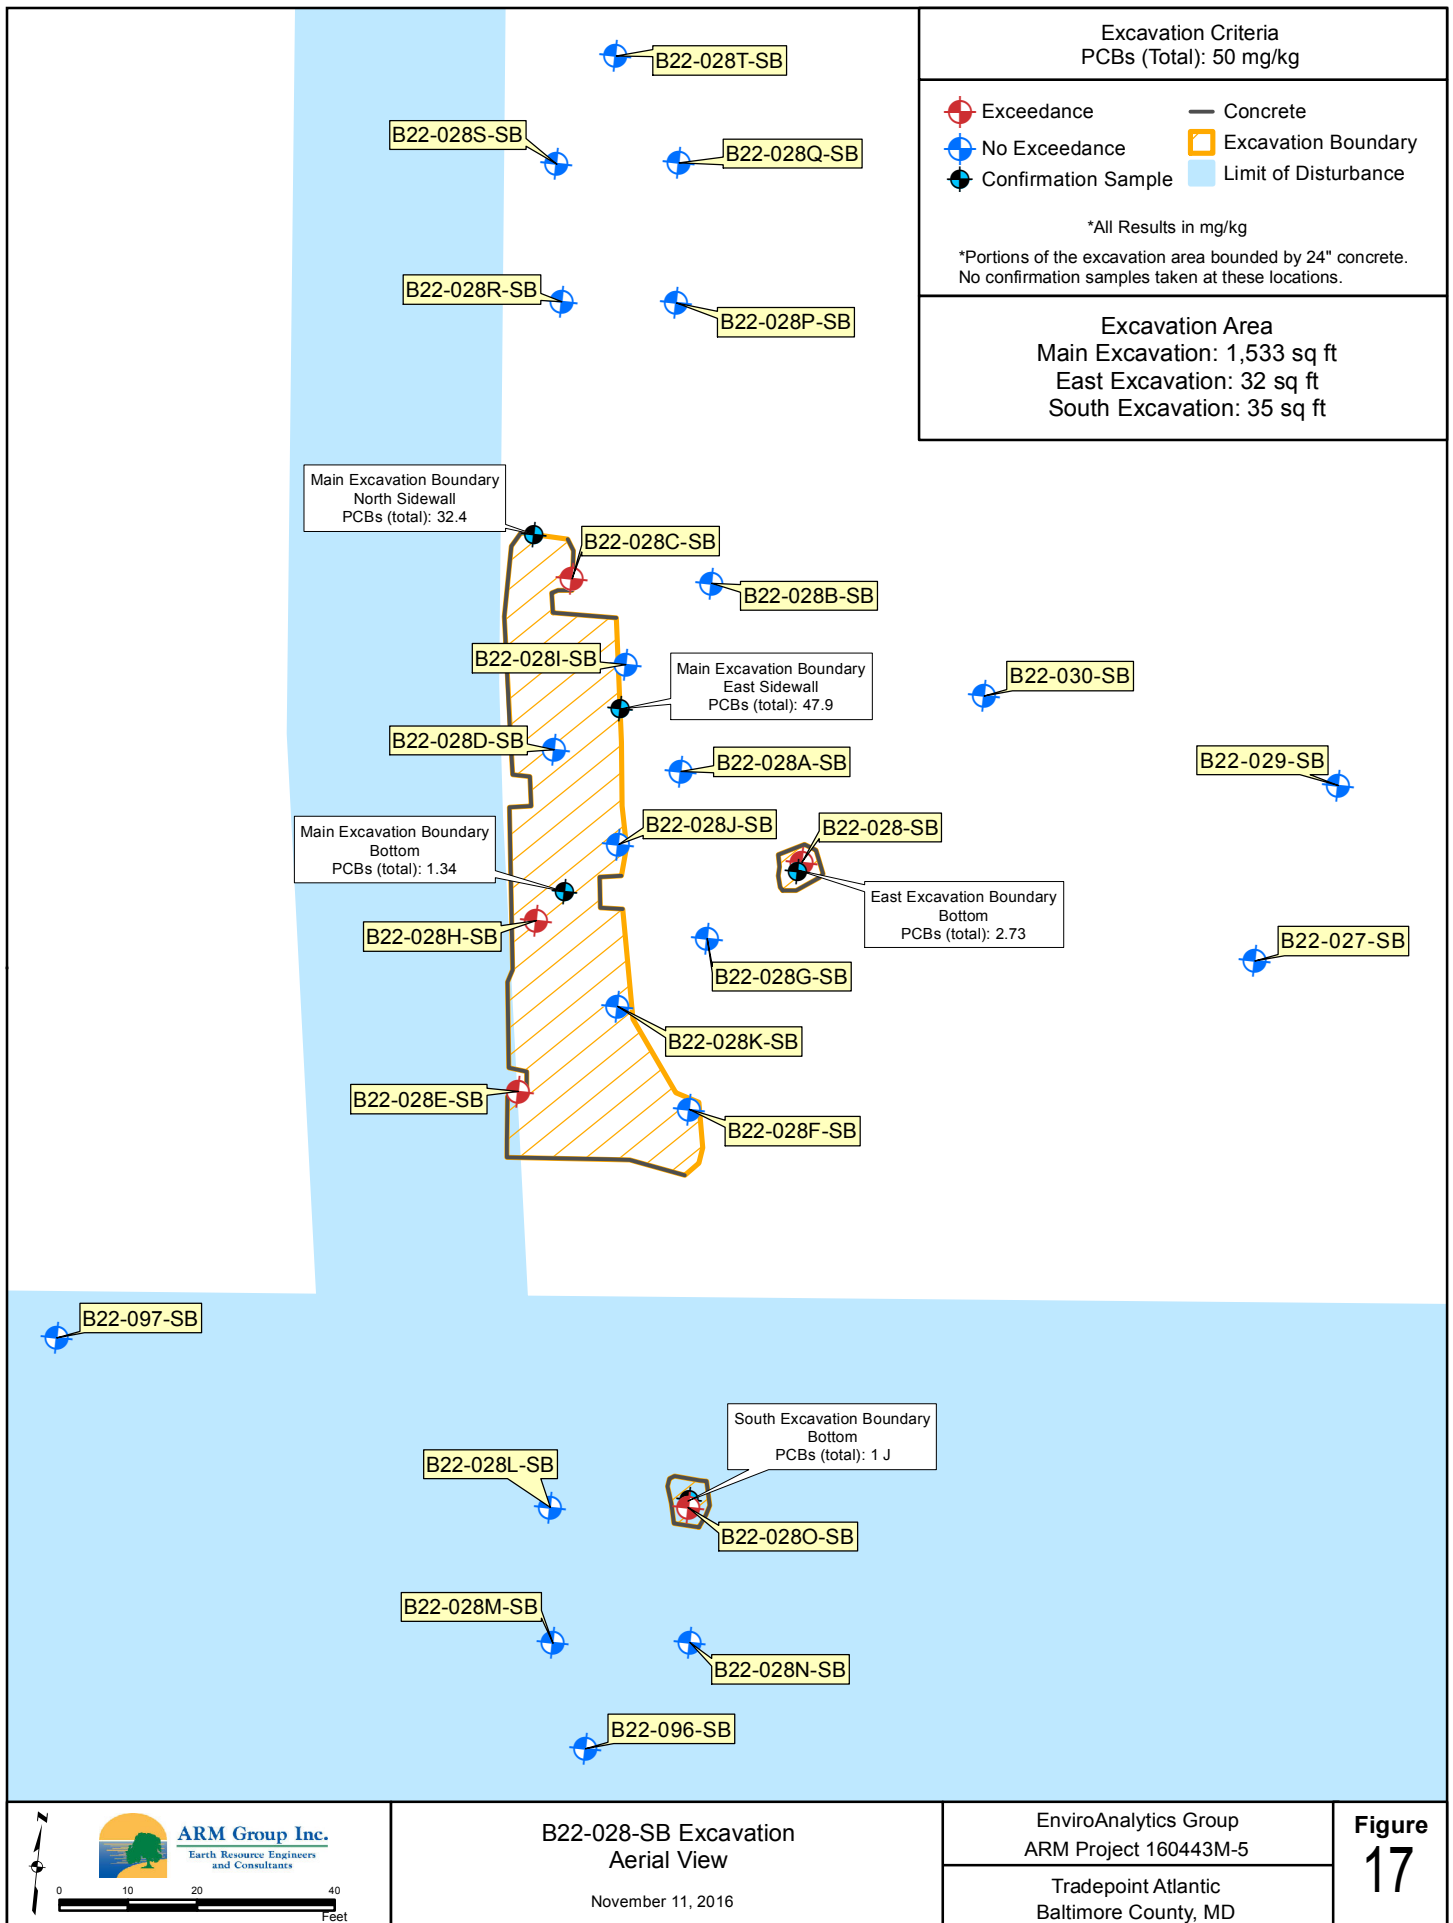 Excavation Criteria
PCBs (Total): 50 mg/kg
Exceedance
Concrete
No Exceedance
Excavation Boundary
Confirmation Sample
Limit of Disturbance
*All Results in mg/kg
*Portions of the excavation area bounded by 24" concrete.
No confirmation samples taken at these locations.
Excavation Area
Main Excavation: 1,533 sq ft
East Excavation: 32 sq ft
South Excavation: 35 sq ft
B22-028T-SB
B22-028S-SB
B22-028Q-SB
B22-028R-SB
B22-028P-SB
Main Excavation Boundary
North Sidewall
PCBs (total): 32.4
B22-028C-SB
B22-028B-SB
B22-028I-SB
Main Excavation Boundary
East Sidewall
PCBs (total): 47.9
B22-030-SB
B22-028D-SB
B22-028A-SB
B22-029-SB
B22-028J-SB
B22-028-SB
Main Excavation Boundary
Bottom
PCBs (total): 1.34
East Excavation Boundary
Bottom
PCBs (total): 2.73
B22-028H-SB
B22-027-SB
B22-028G-SB
B22-028K-SB
B22-028E-SB
B22-028F-SB
B22-097-SB
South Excavation Boundary
Bottom
PCBs (total): 1 J
B22-028L-SB
B22-028O-SB
B22-028M-SB
B22-028N-SB
B22-096-SB
N
ARM Group Inc.
Earth Resource Engineers
and Consultants
0 10 20 40
Feet
B22-028-SB Excavation
Aerial View
November 11, 2016
EnviroAnalytics Group
ARM Project 160443M-5
Tradepoint Atlantic
Baltimore County, MD
Figure
17